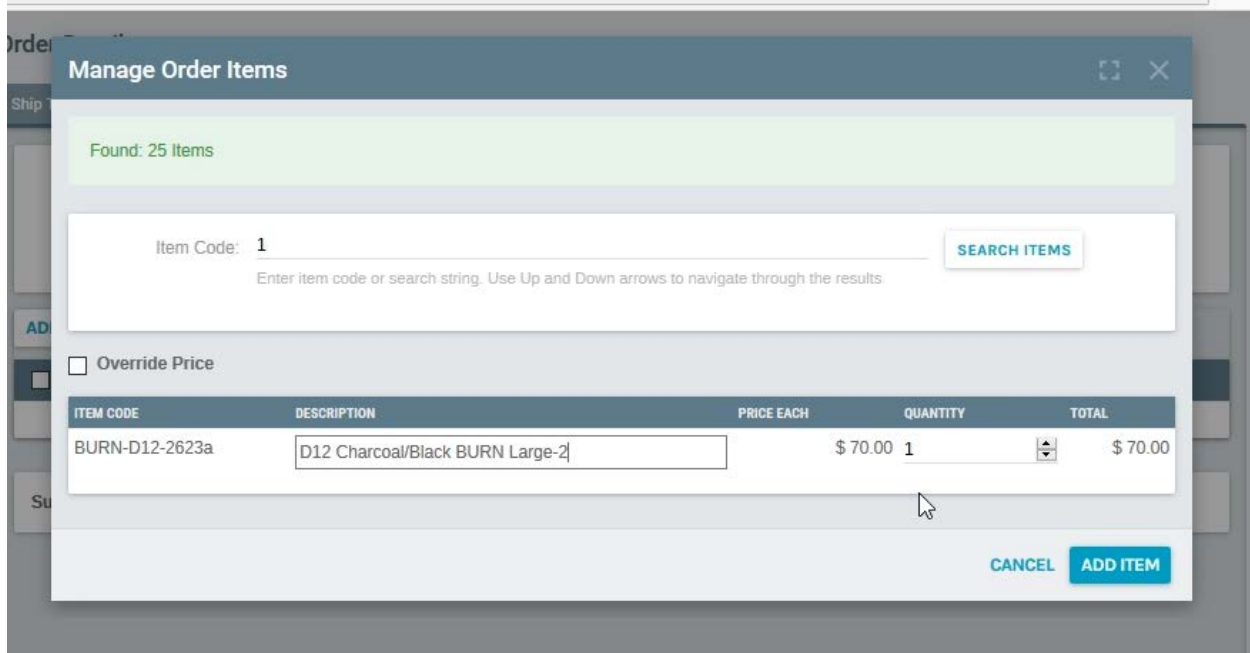 Manage Order Items
Ship
Found: 25 Items
Item Code: 1
SEARCH ITEMS
Enter item code or search string. Use Up and Down arrows to navigate through the results
Override Price
ITEM CODE DESCRIPTION PRICE EACH QUANTITY TOTAL
BURN-D12-2623a D12 Charcoal/Black BURN Large-2 $ 70.00 1 $ 70.00
CANCEL ADD ITEM